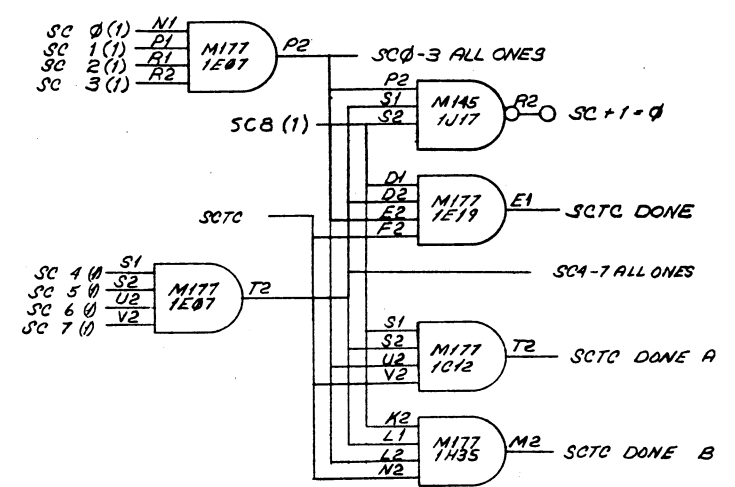 SC 0(1) N1
SC 1(1) P1
SC 2(1) R1
SC 3(1) R2
M177
1E07
P2
SC0-3 ALL ONES
SC8 (1)
P2
S1
S2
M145
1J17
R2
SC+1=0
D1
D2
E2
F2
M177
1E19
E1
SCTC DONE
SCTC
SC4-7 ALL ONES
SC 4(1) S1
SC 5(1) S2
SC 6(1) U2
SC 7(1) V2
M177
1E07
T2
S1
S2
U2
V2
M177
1C12
T2
SCTC DONE A
K2
L1
L2
N2
M177
1H35
M2
SCTC DONE B